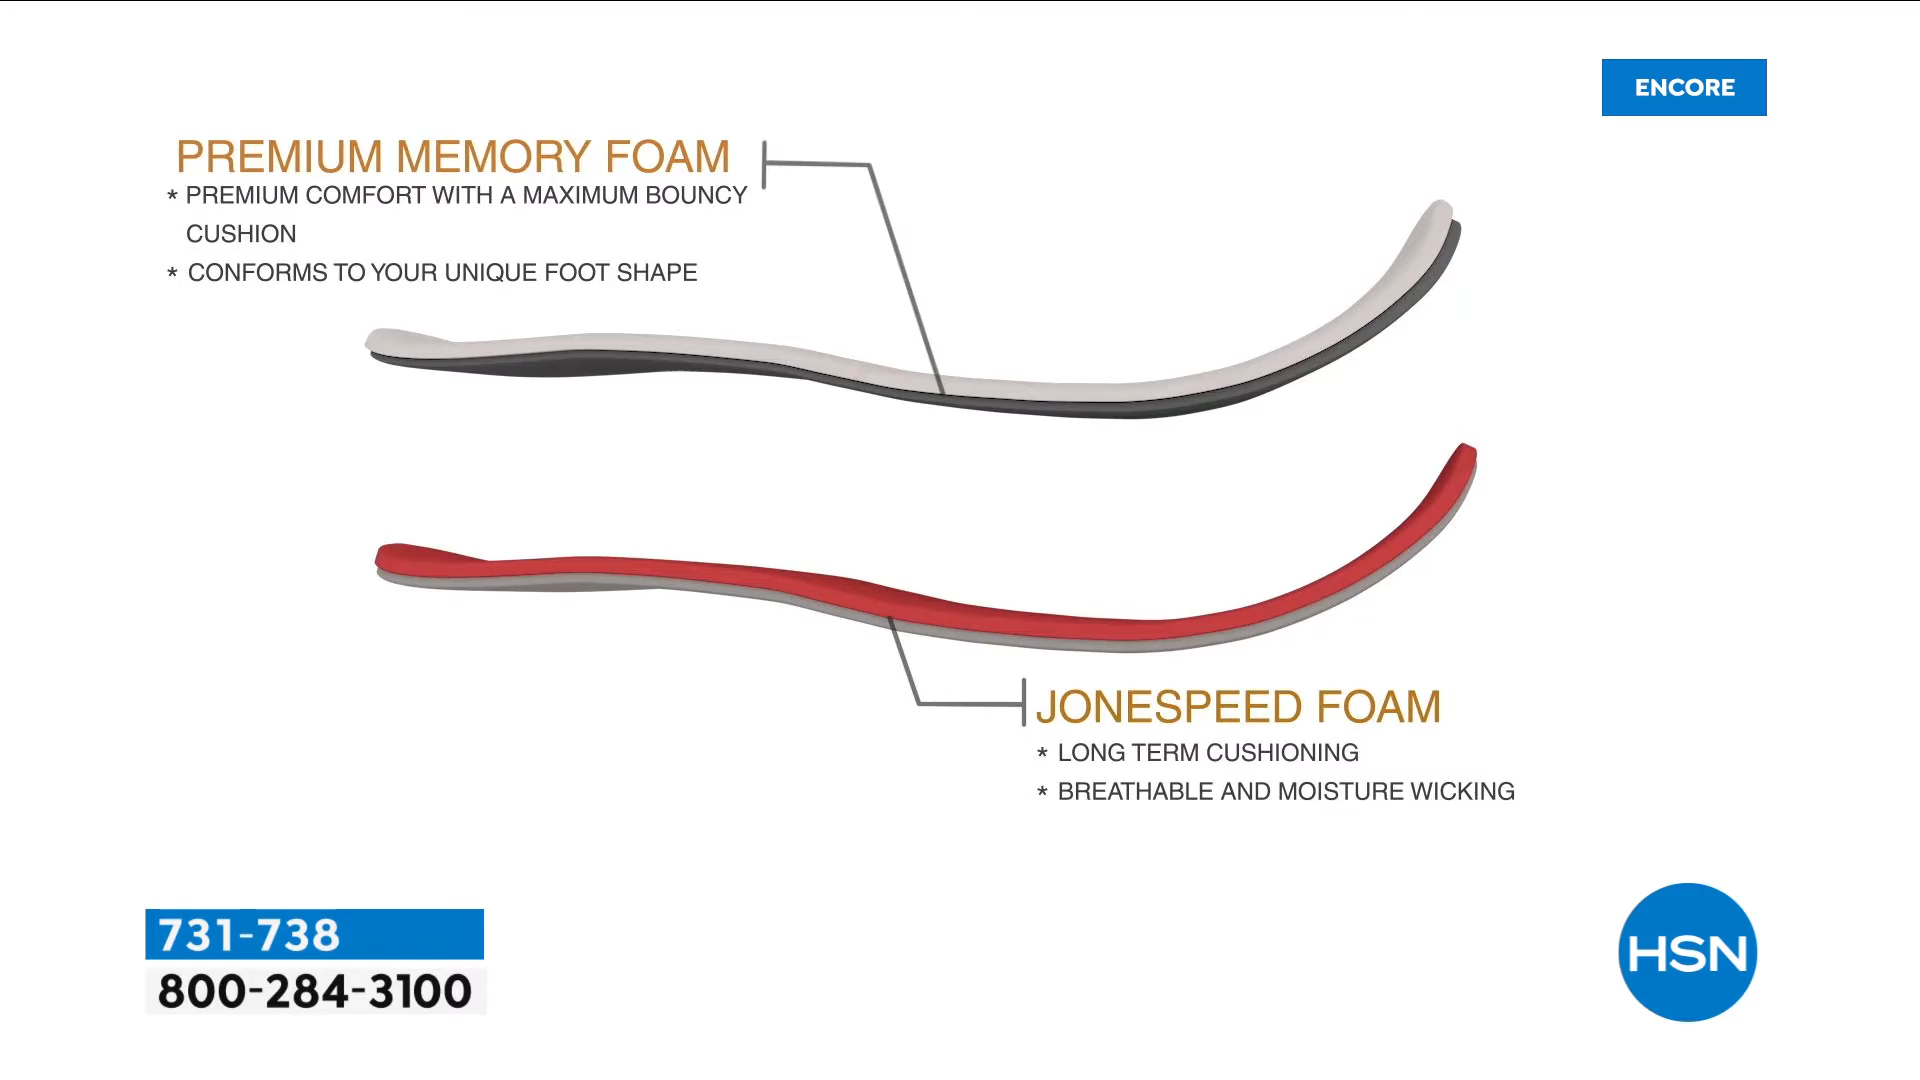 ENCORE
PREMIUM MEMORY FOAM
* PREMIUM COMFORT WITH A MAXIMUM BOUNCY
CUSHION
* CONFORMS TO YOUR UNIQUE FOOT SHAPE
JONESPEED FOAM
* LONG TERM CUSHIONING
* BREATHABLE AND MOISTURE WICKING
731-738
800-284-3100
HSN